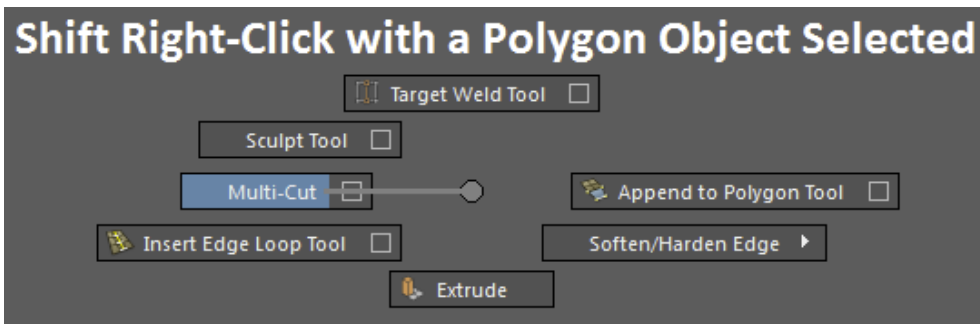 Shift Right-Click with a Polygon Object Selected
Target Weld Tool
Sculpt Tool
Multi-Cut
Append to Polygon Tool
Insert Edge Loop Tool
Soften/Harden Edge
Extrude